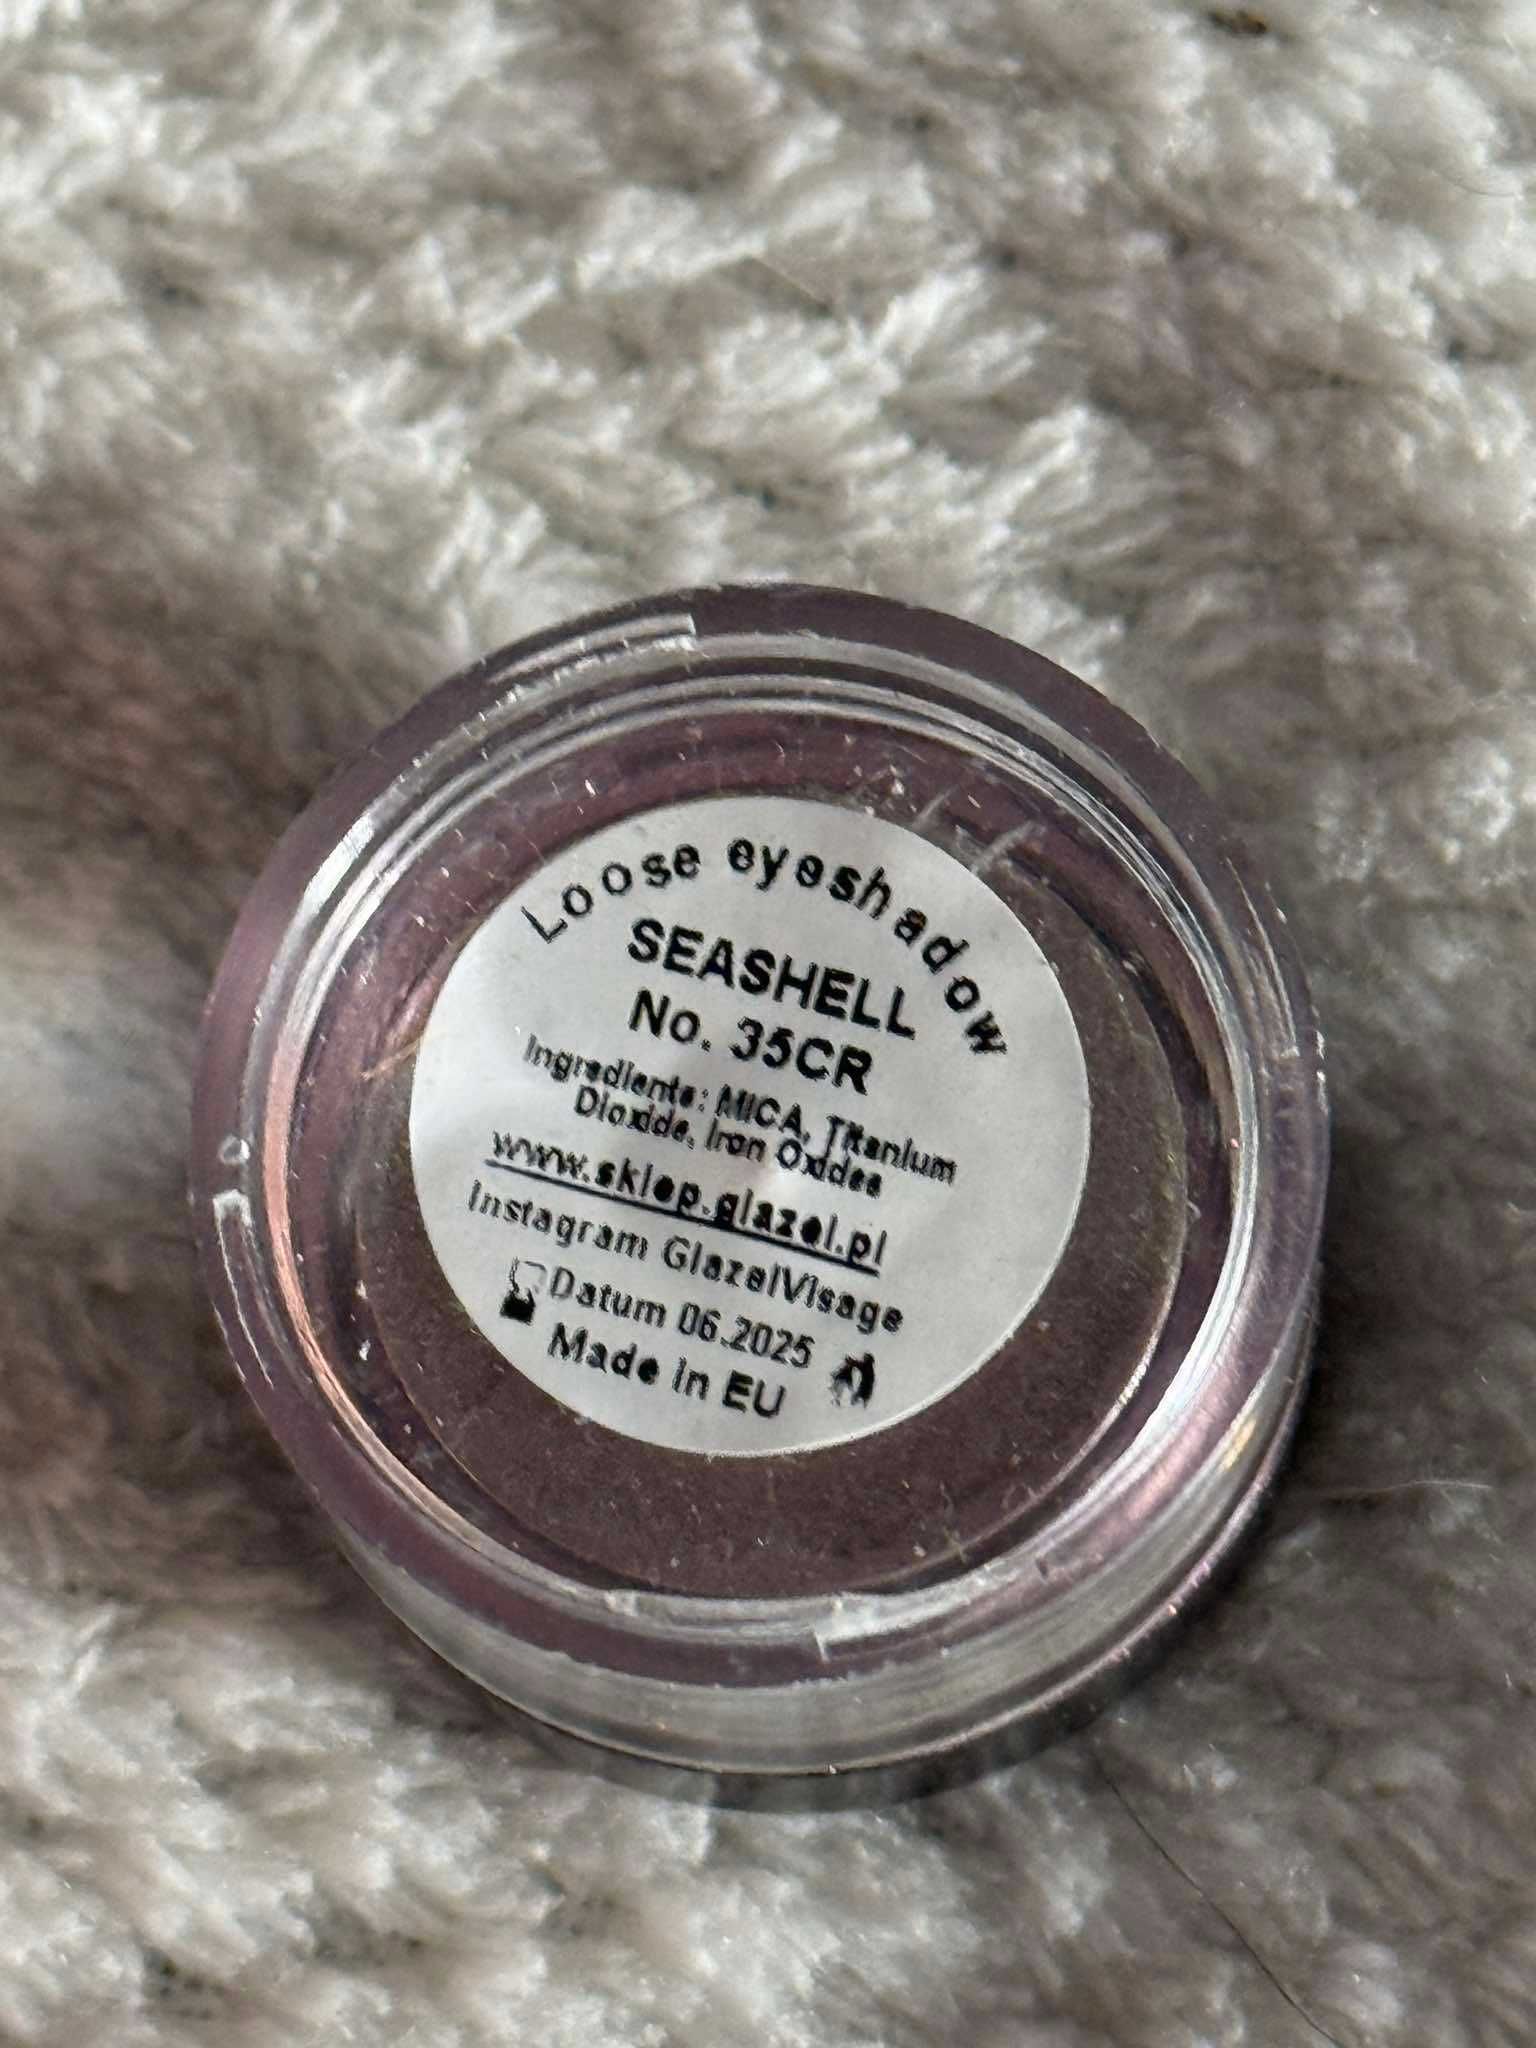 Loose eyeshadow
SEASHELL
No. 35CR
Ingredients: MICA, Titanium
Dioxide, Iron Oxides
www.sklep.glazel.pl
Instagram GlazelVisage
Datum 06.2025
Made in EU